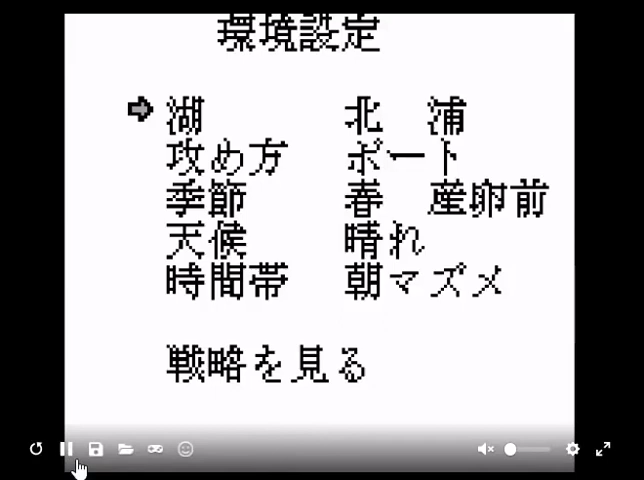 環境設定
湖 北 浦
攻め方 ボート
季節 春 産卵前
天候 晴れ
時間帯 朝マズメ
戦略を見る